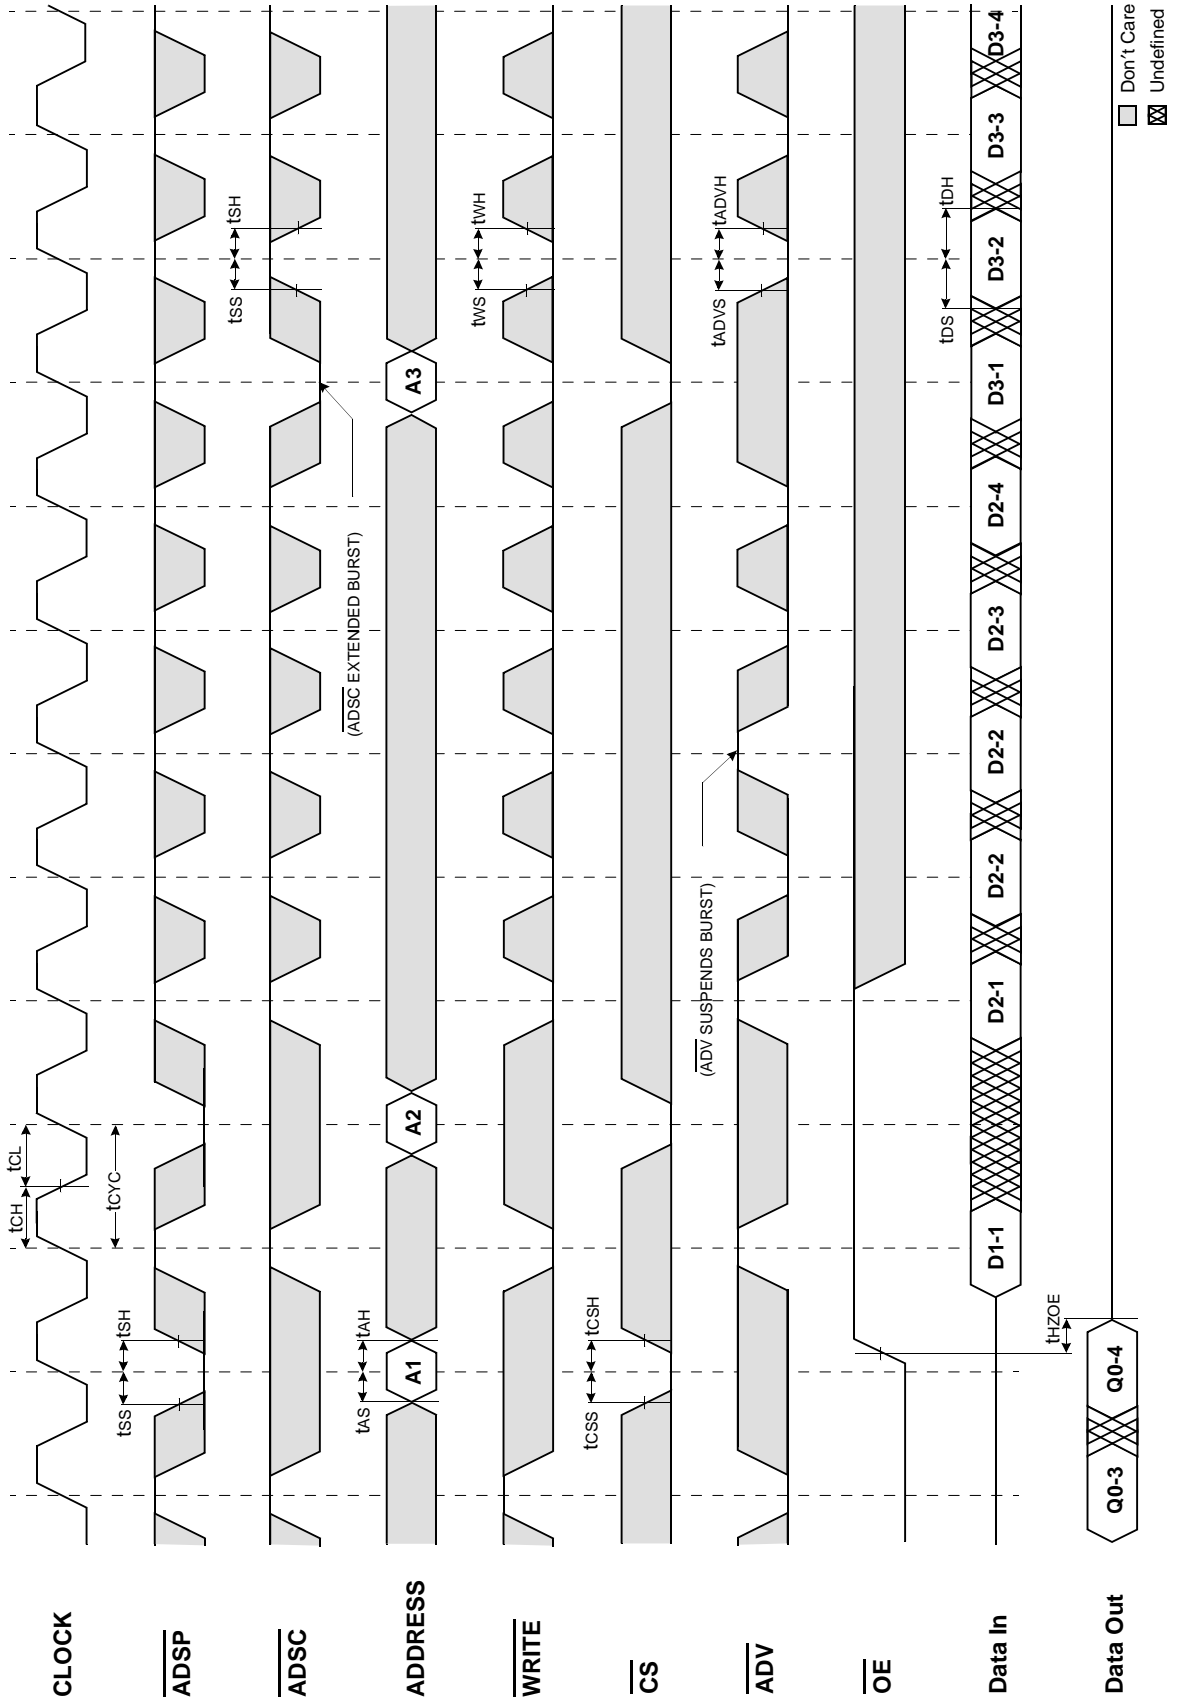 CLOCK
tCH
tCL
tCYC
ADSP
tSS
tSH
ADSC
tSS
tSH
(ADSC EXTENDED BURST)
ADDRESS
tAS
tAH
A1
A2
A3
WRITE
tWS
tWH
CS
tCSS
tCSH
(ADV SUSPENDS BURST)
ADV
tADVS
tADVH
OE
Data In
D1-1
D2-1
D2-2
D2-2
D2-3
D2-4
D3-1
D3-2
D3-3
D3-4
tDS
tDH
tHZOE
Data Out
Q0-3
Q0-4
Don't Care
Undefined